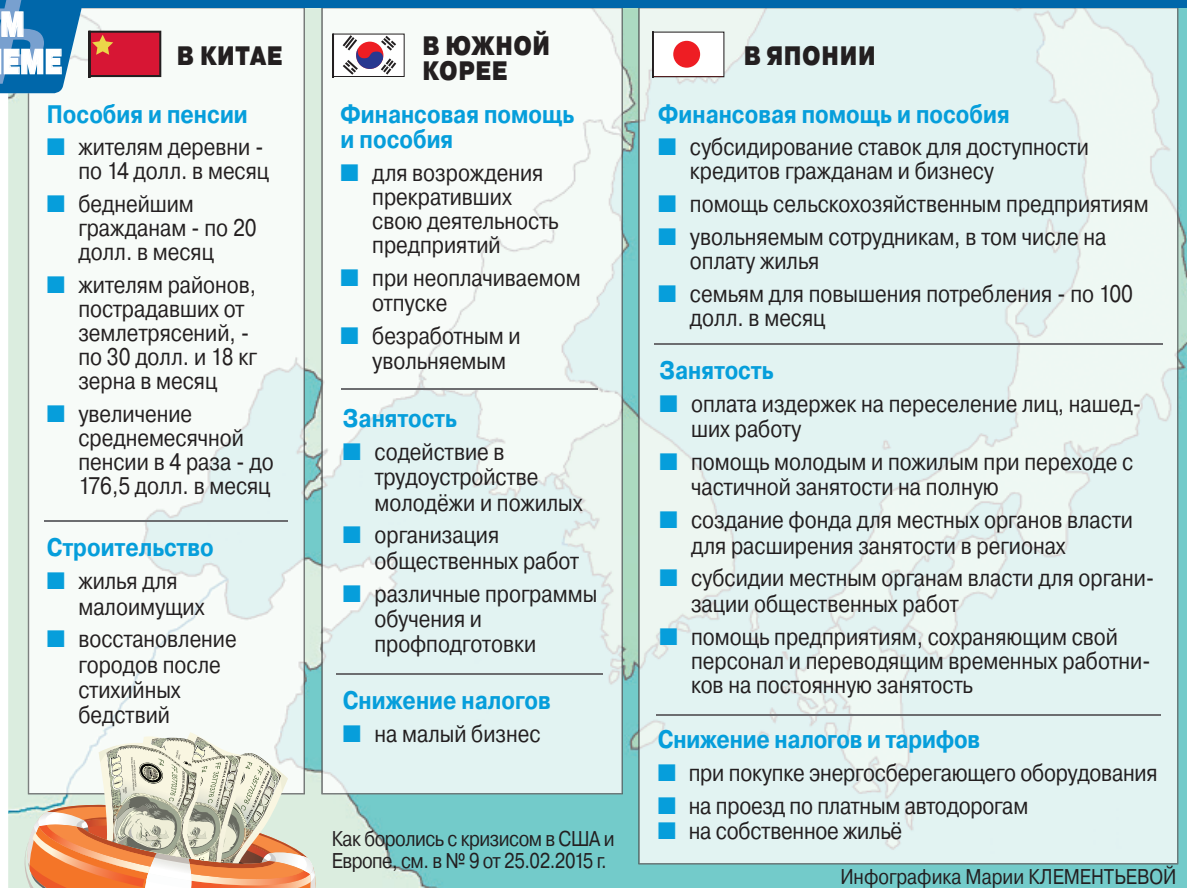 В КИТАЕ
Пособия и пенсии
жителям деревни -
по 14 долл. в месяц
беднейшим
гражданам - по 20
долл. в месяц
жителям районов,
пострадавших от
землетрясений, -
по 30 долл. и 18 кг
зерна в месяц
увеличение
среднемесячной
пенсии в 4 раза - до
176,5 долл. в месяц
Строительство
жилья для
малоимущих
восстановление
городов после
стихийных
бедствий
В ЮЖНОЙ
КОРЕЕ
Финансовая помощь
и пособия
для возрождения
прекративших
свою деятельность
предприятий
при неоплачиваемом
отпуске
безработным и
увольняемым
Занятость
содействие в
трудоустройстве
молодёжи и пожилых
организация
общественных работ
различные программы
обучения и
профподготовки
Снижение налогов
на малый бизнес
Как боролись с кризисом в США и
Европе, см. в № 9 от 25.02.2015 г.
В ЯПОНИИ
Финансовая помощь и пособия
субсидирование ставок для доступности
кредитов гражданам и бизнесу
помощь сельскохозяйственным предприятиям
увольняемым сотрудникам, в том числе на
оплату жилья
семьям для повышения потребления - по 100
долл. в месяц
Занятость
оплата издержек на переселение лиц, нашед-
ших работу
помощь молодым и пожилым при переходе с
частичной занятости на полную
создание фонда для местных органов власти
для расширения занятости в регионах
субсидии местным органам власти для органи-
зации общественных работ
помощь предприятиям, сохраняющим свой
персонал и переводящим временных работни-
ков на постоянную занятость
Снижение налогов и тарифов
при покупке энергосберегающего оборудования
на проезд по платным автодорогам
на собственное жильё
Инфографика Марии КЛЕМЕНТЬЕВОЙ